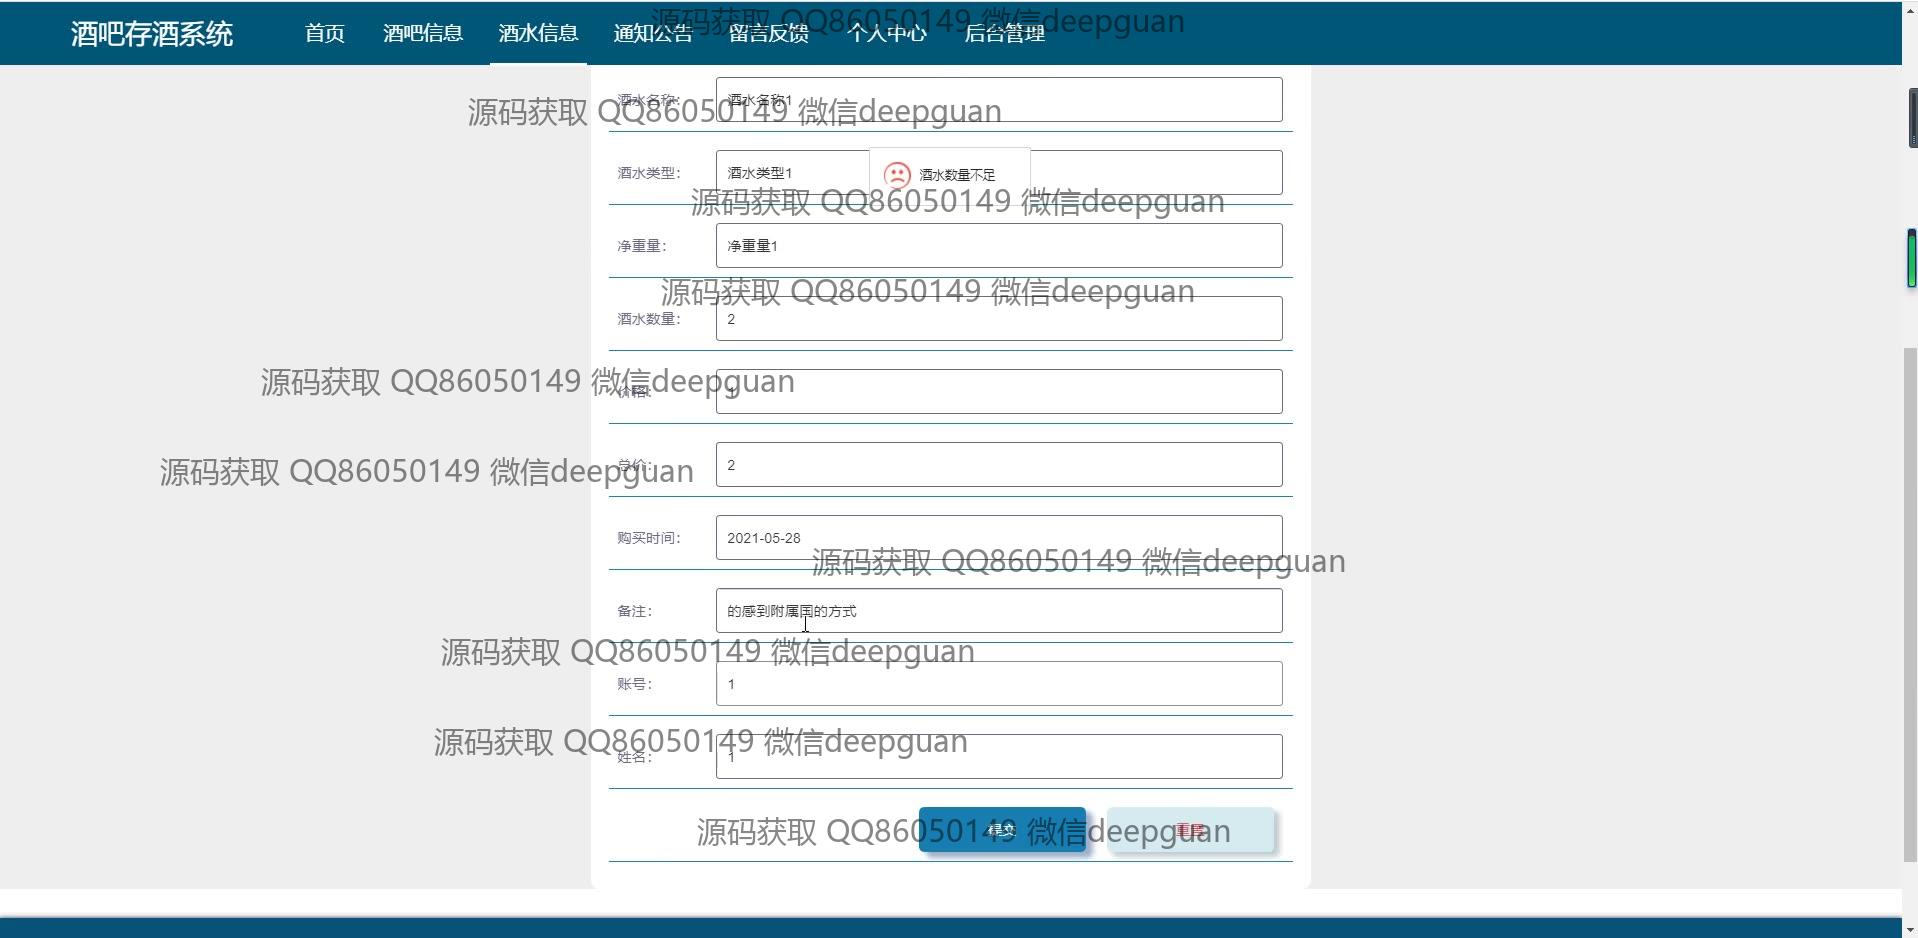 酒吧存酒系统 首页 酒吧信息 酒水信息 通知公告 留言反馈 个人中心 后台管理
源码获取 QQ86050149 微信deepguan
酒水名称： 酒水名称1
源码获取 QQ86050149 微信deepguan
酒水类型： 酒水类型1 酒水数量不足
源码获取 QQ86050149 微信deepguan
净重量： 净重量1
源码获取 QQ86050149 微信deepguan
酒水数量： 2
源码获取 QQ86050149 微信deepguan
价格： 1
总价： 2
源码获取 QQ86050149 微信deepguan
购买时间： 2021-05-28
源码获取 QQ86050149 微信deepguan
备注： 的感到附属国的方式
源码获取 QQ86050149 微信deepguan
账号： 1
源码获取 QQ86050149 微信deepguan
姓名： 1
提交 重置
源码获取 QQ86050149 微信deepguan